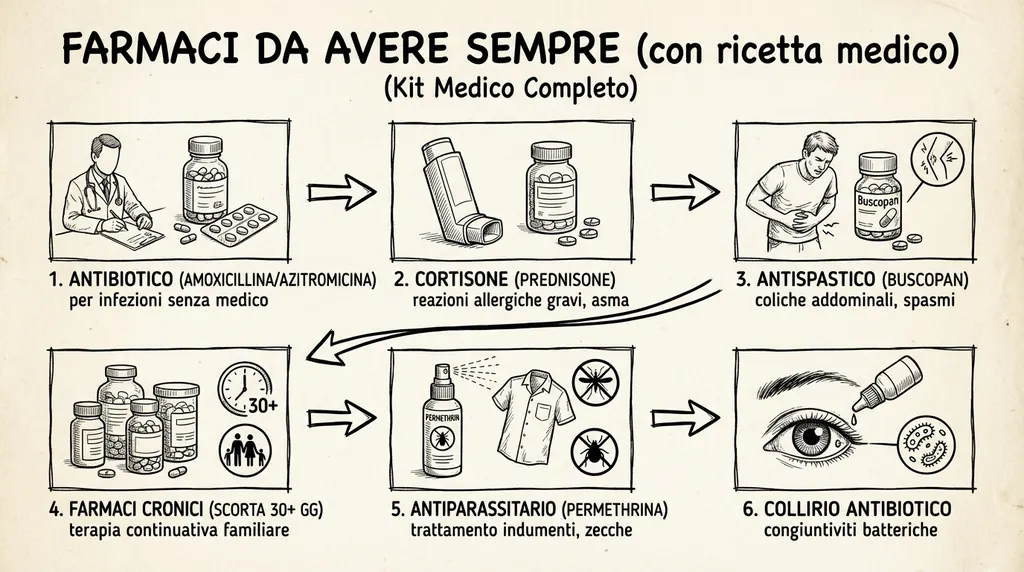 FARMACI DA AVERE SEMPRE (con ricetta medico)
(Kit Medico Completo)
1. ANTIBIOTICO (AMOXICILLINA/AZITROMICINA)
per infezioni senza medico
2. CORTISONE (PREDNISONE)
reazioni allergiche gravi, asma
Buscopan
3. ANTISPASTICO (BUSCOPAN)
coliche addominali, spasmi
30+
4. FARMACI CRONICI (SCORTA 30+ GG)
terapia continuativa familiare
PERMETHRIN
5. ANTIPARASSITARIO (PERMETHRINA)
trattamento indumenti, zecche
6. COLLIRIO ANTIBIOTICO
congiuntiviti batteriche